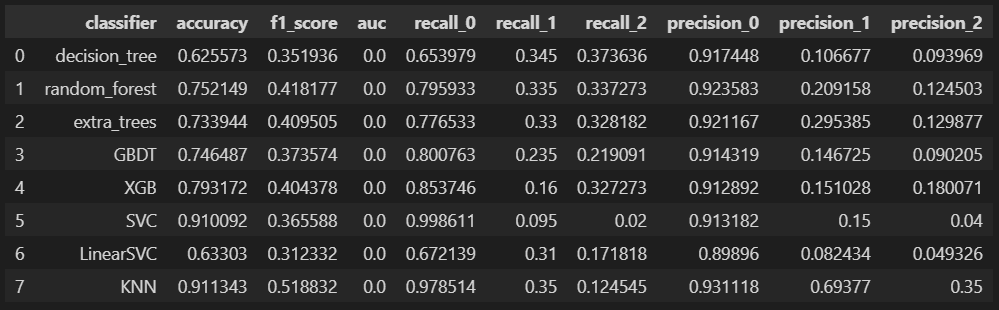 classifier accuracy f1_score auc recall_0 recall_1 recall_2 precision_0 precision_1 precision_2
0 decision_tree 0.625573 0.351936 0.0 0.653979 0.345 0.373636 0.917448 0.106677 0.093969
1 random_forest 0.752149 0.418177 0.0 0.795933 0.335 0.337273 0.923583 0.209158 0.124503
2 extra_trees 0.733944 0.409505 0.0 0.776533 0.33 0.328182 0.921167 0.295385 0.129877
3 GBDT 0.746487 0.373574 0.0 0.800763 0.235 0.219091 0.914319 0.146725 0.090205
4 XGB 0.793172 0.404378 0.0 0.853746 0.16 0.327273 0.912892 0.151028 0.180071
5 SVC 0.910092 0.365588 0.0 0.998611 0.095 0.02 0.913182 0.15 0.04
6 LinearSVC 0.63303 0.312332 0.0 0.672139 0.31 0.171818 0.89896 0.082434 0.049326
7 KNN 0.911343 0.518832 0.0 0.978514 0.35 0.124545 0.931118 0.69377 0.35